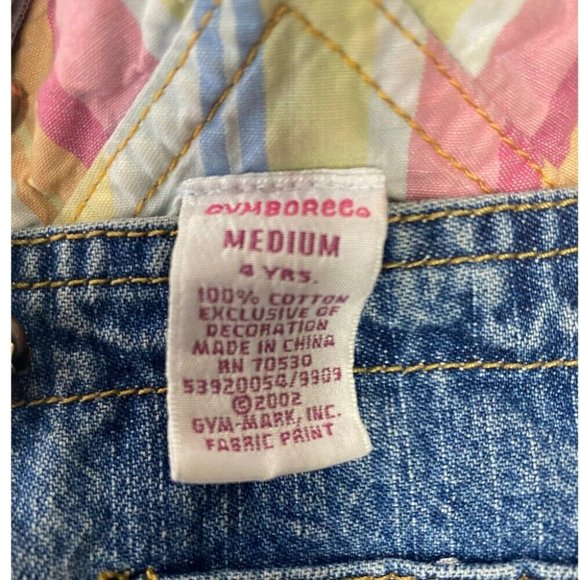 GYMBOREE
MEDIUM
4 YRS.
100% COTTON
EXCLUSIVE OF
DECORATION
MADE IN CHINA
RN 70530
53920054/9909
©2002
GYM-MARK, INC.
FABRIC PRINT